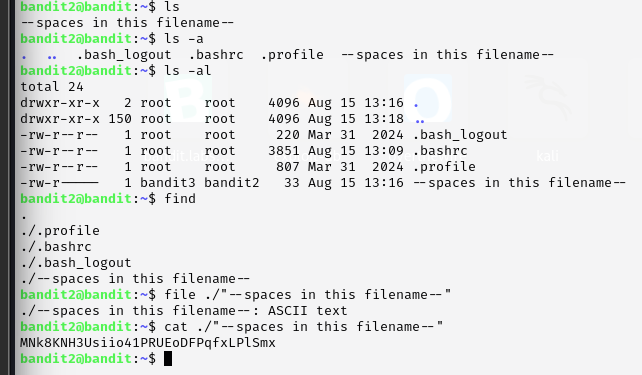 bandit2@bandit:~$ ls
--spaces in this filename--
bandit2@bandit:~$ ls -a
.  ..  .bash_logout  .bashrc  .profile  --spaces in this filename--
bandit2@bandit:~$ ls -al
total 24
drwxr-xr-x   2 root    root    4096 Aug 15 13:16 .
drwxr-xr-x 150 root    root    4096 Aug 15 13:18 ..
-rw-r--r--   1 root    root     220 Mar 31  2024 .bash_logout
-rw-r--r--   1 root    root    3851 Aug 15 13:09 .bashrc
-rw-r--r--   1 root    root     807 Mar 31  2024 .profile
-rw-r-----   1 bandit3 bandit2   33 Aug 15 13:16 --spaces in this filename--
bandit2@bandit:~$ find
.
./.profile
./.bashrc
./.bash_logout
./--spaces in this filename--
bandit2@bandit:~$ file ./"--spaces in this filename--"
./--spaces in this filename--: ASCII text
bandit2@bandit:~$ cat ./"--spaces in this filename--"
MNk8KNH3Usiio41PRUEoDFPqfxLPlSmx
bandit2@bandit:~$
kali